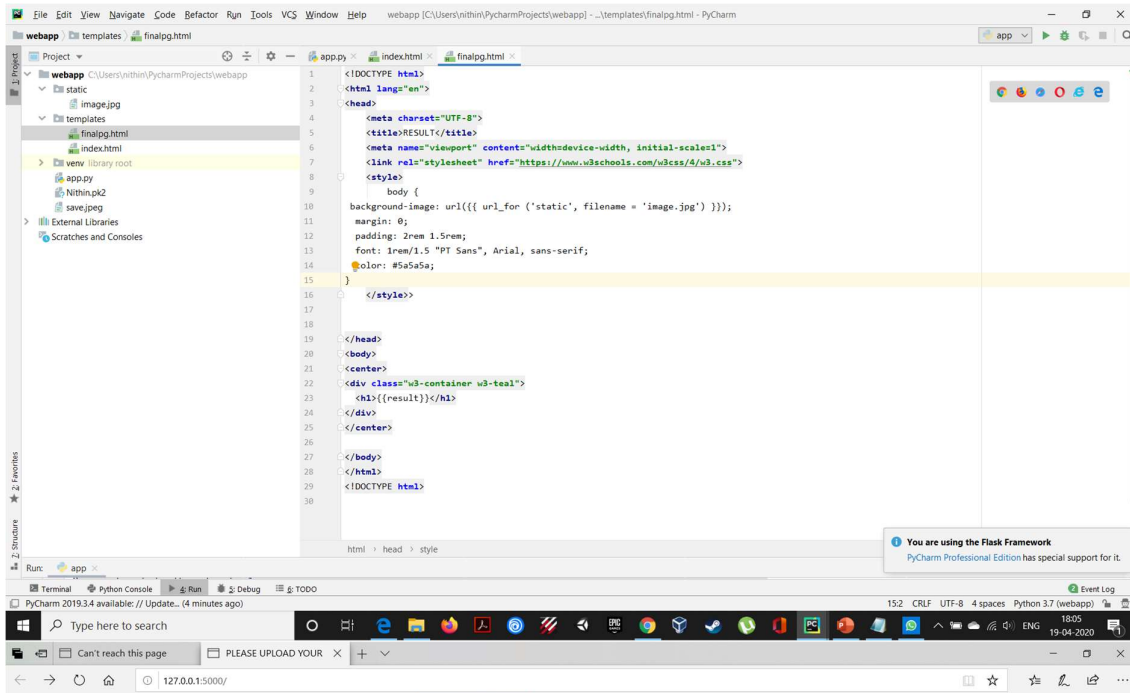 File Edit View Navigate Code Refactor Run Tools VCS Window Help webapp [C:\Users\nithin\PycharmProjects\webapp] - ...\templates\finalpg.html - PyCharm
webapp templates finalpg.html app
Project app.py index.html finalpg.html
1: Project
webapp C:\Users\nithin\PycharmProjects\webapp
static
image.jpg
templates
finalpg.html
index.html
venv library root
app.py
Nithin.pk2
save.jpeg
External Libraries
Scratches and Consoles
1 <!DOCTYPE html>
2 <html lang="en">
3 <head>
4 <meta charset="UTF-8">
5 <title>RESULT</title>
6 <meta name="viewport" content="width=device-width, initial-scale=1">
7 <link rel="stylesheet" href="https://www.w3schools.com/w3css/4/w3.css">
8 <style>
9 body {
10 background-image: url({{ url_for ('static', filename = 'image.jpg') }});
11 margin: 0;
12 padding: 2rem 1.5rem;
13 font: 1rem/1.5 "PT Sans", Arial, sans-serif;
14 color: #5a5a5a;
15 }
16 </style>>
17
18
19 </head>
20 <body>
21 <center>
22 <div class="w3-container w3-teal">
23 <h1>{{result}}</h1>
24 </div>
25 </center>
26
27 </body>
28 </html>
29 <!DOCTYPE html>
30
html > head > style
2: Favorites
7: Structure
You are using the Flask Framework
PyCharm Professional Edition has special support for it.
Run: app
Terminal Python Console 4: Run 5: Debug 6: TODO Event Log
PyCharm 2019.3.4 available: // Update... (4 minutes ago) 15:2 CRLF UTF-8 4 spaces Python 3.7 (webapp)
Type here to search EPIC GAMES PC ENG 18:05
19-04-2020
Can't reach this page PLEASE UPLOAD YOUR
127.0.0.1:5000/